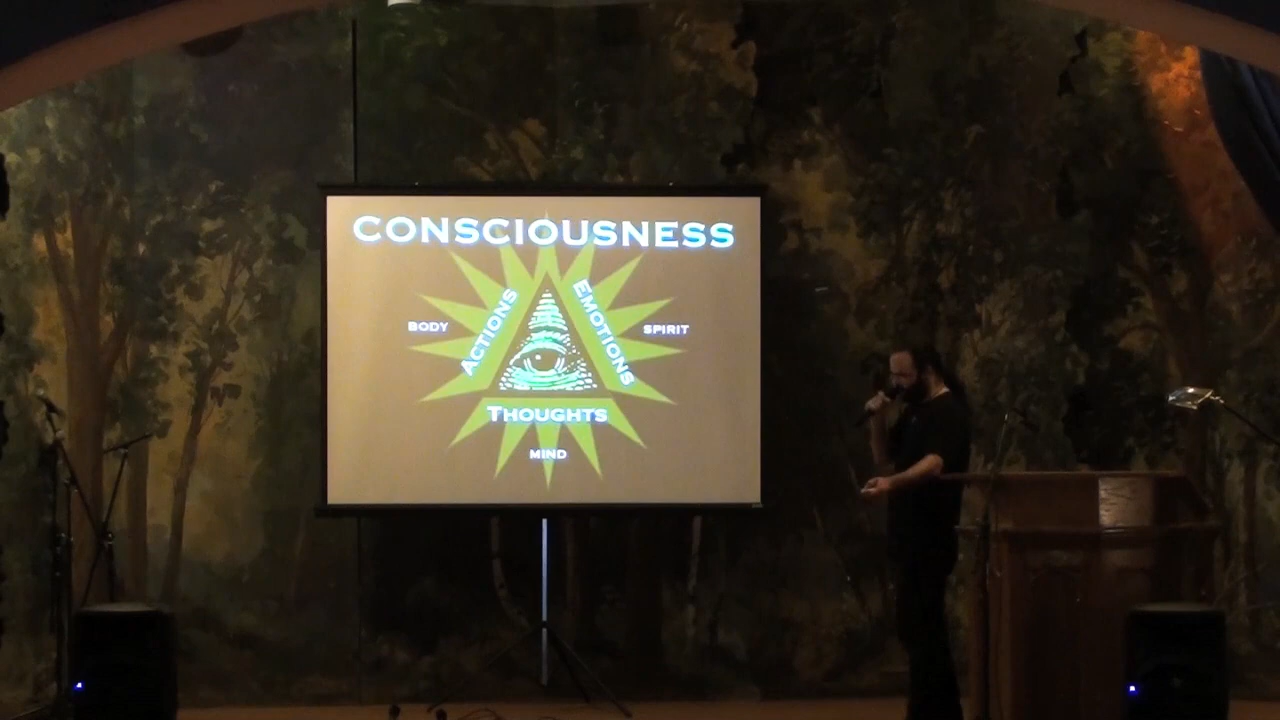 CONSCIOUSNESS
ACTIONS
EMOTIONS
BODY
SPIRIT
THOUGHTS
MIND